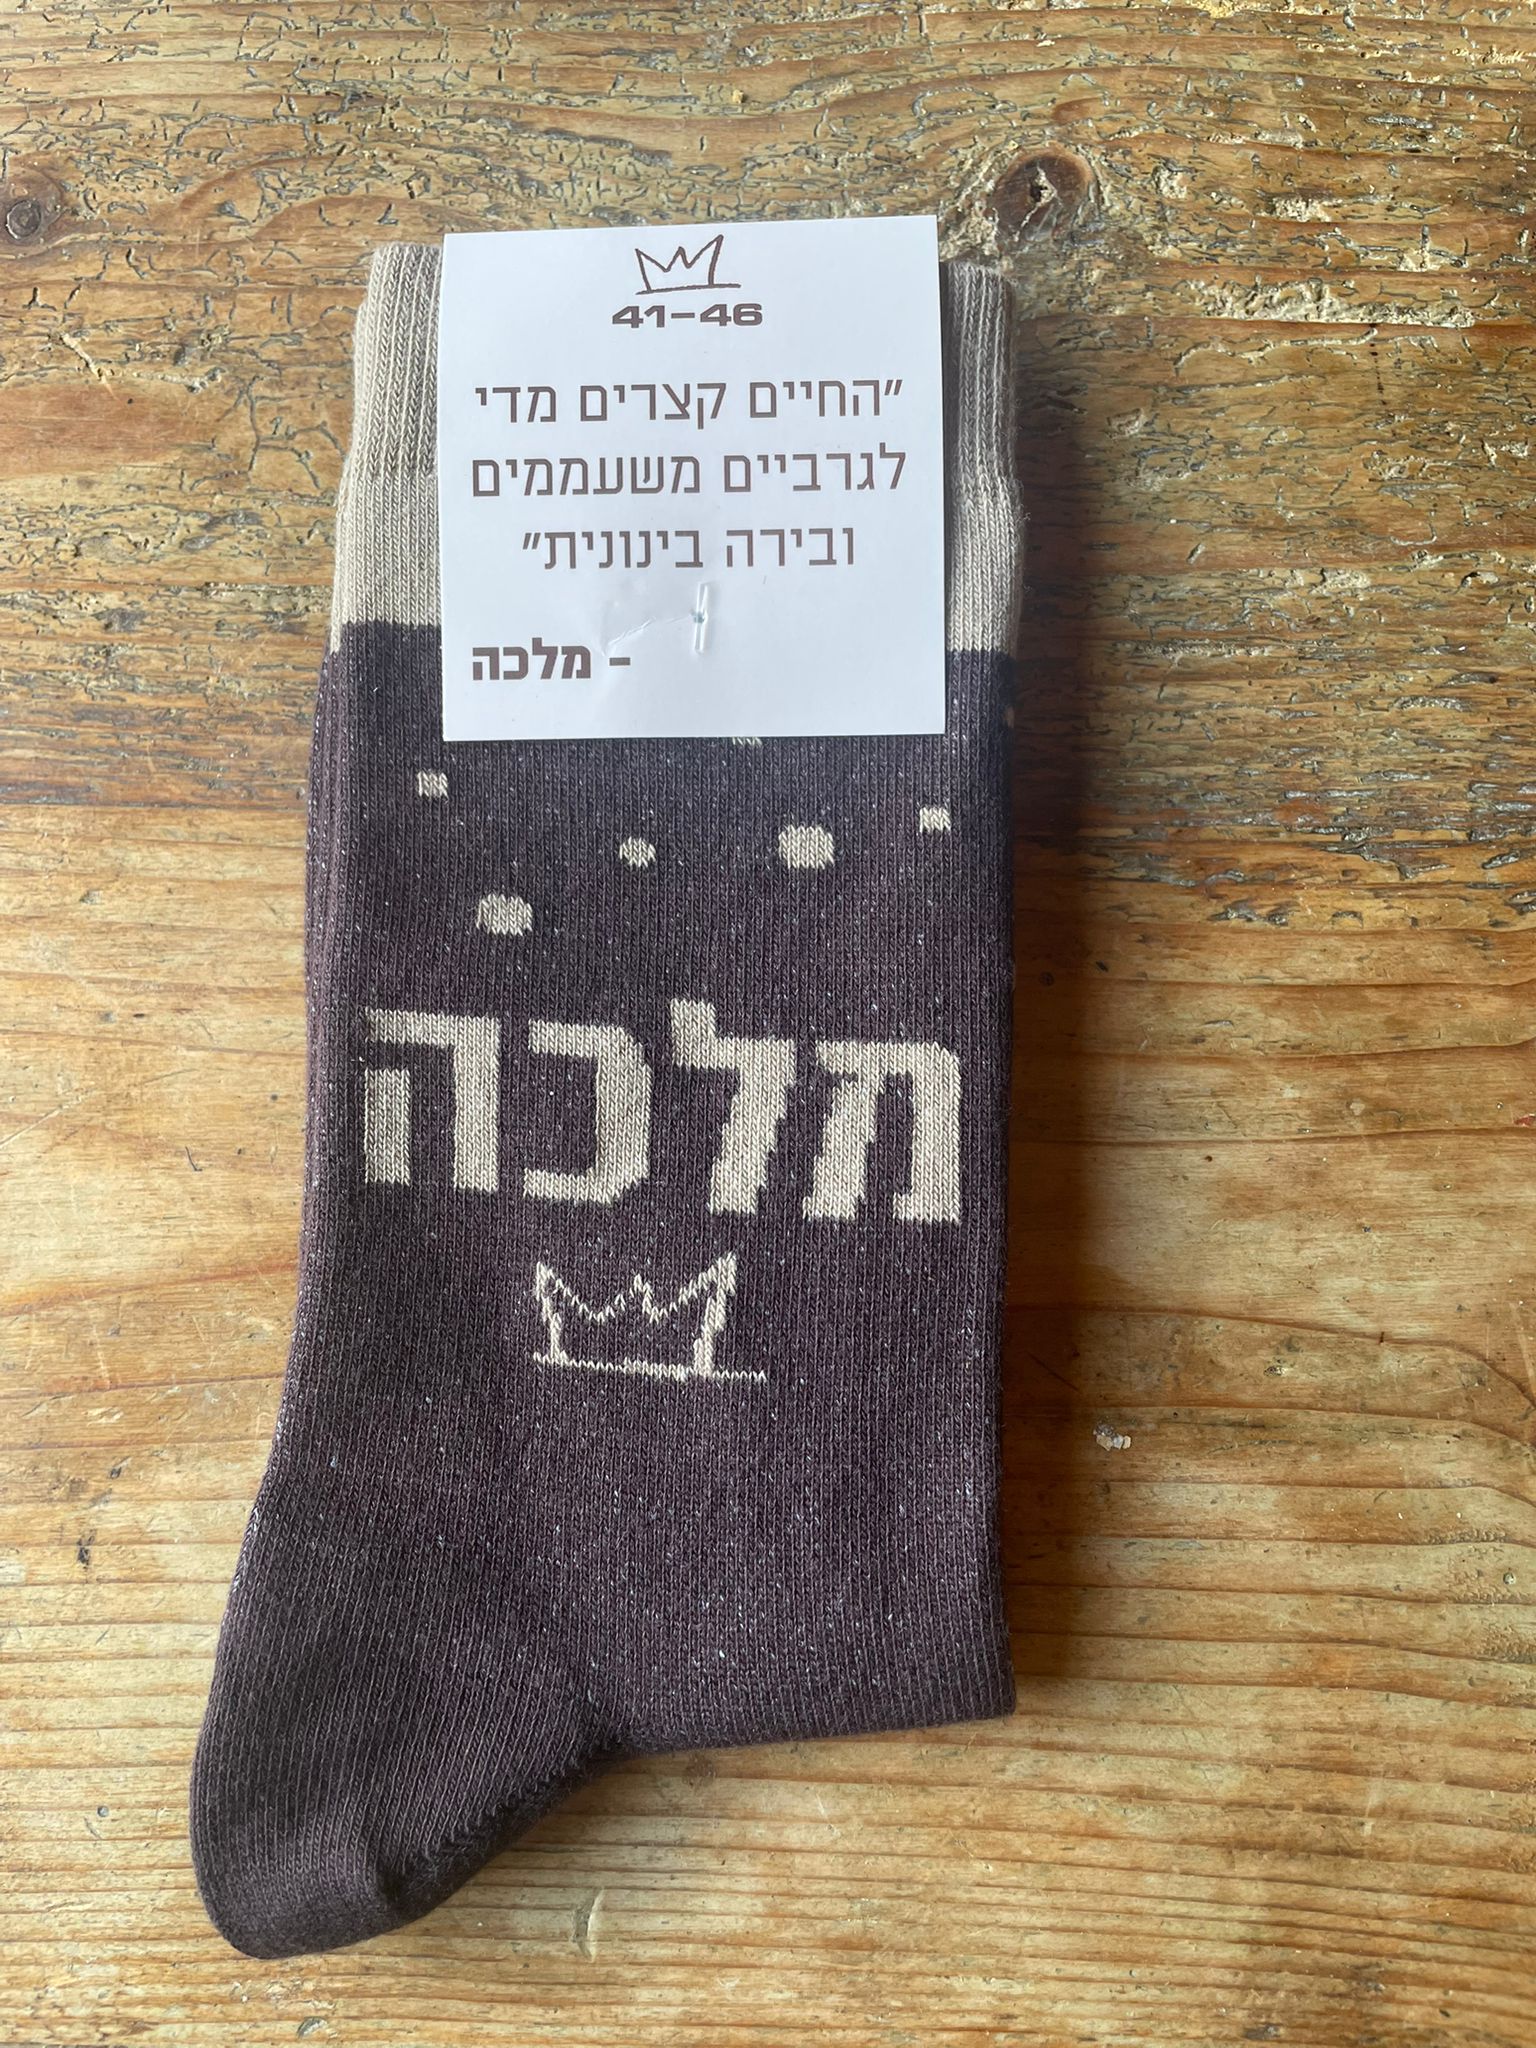 41-46
"החיים קצרים מדי
לגרביים משעממים
ובירה בינונית"
- מלכה
מלכה